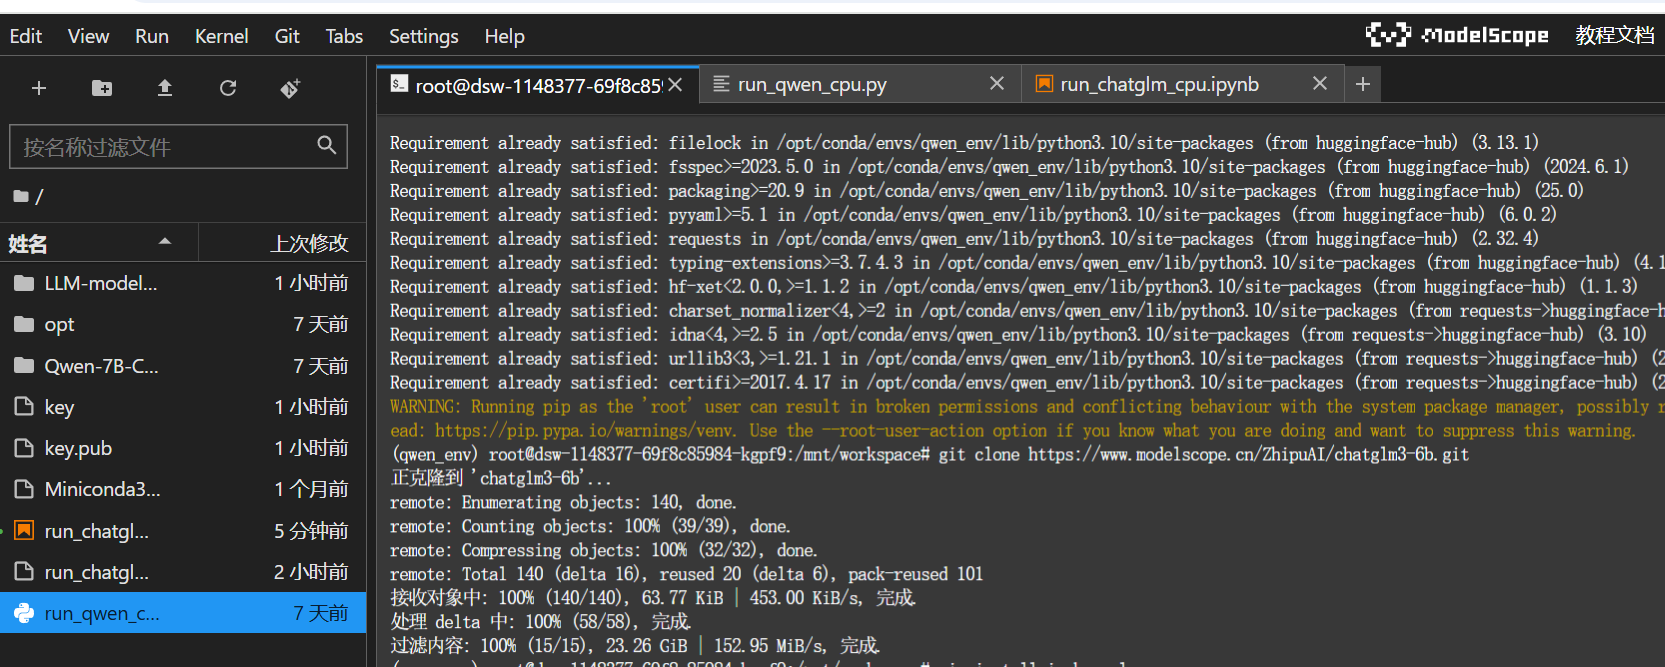 Edit View Run Kernel Git Tabs Settings Help ModelScope 教程文档
root@dsw-1148377-69f8c859 run_qwen_cpu.py run_chatglm_cpu.ipynb
按名称过滤文件
/
姓名 上次修改
LLM-model... 1 小时前
opt 7 天前
Qwen-7B-C... 7 天前
key 1 小时前
key.pub 1 小时前
Miniconda3... 1 个月前
run_chatgl... 5 分钟前
run_chatgl... 2 小时前
run_qwen_c... 7 天前
Requirement already satisfied: filelock in /opt/conda/envs/qwen_env/lib/python3.10/site-packages (from huggingface-hub) (3.13.1)
Requirement already satisfied: fsspec>=2023.5.0 in /opt/conda/envs/qwen_env/lib/python3.10/site-packages (from huggingface-hub) (2024.6.1)
Requirement already satisfied: packaging>=20.9 in /opt/conda/envs/qwen_env/lib/python3.10/site-packages (from huggingface-hub) (25.0)
Requirement already satisfied: pyyaml>=5.1 in /opt/conda/envs/qwen_env/lib/python3.10/site-packages (from huggingface-hub) (6.0.2)
Requirement already satisfied: requests in /opt/conda/envs/qwen_env/lib/python3.10/site-packages (from huggingface-hub) (2.32.4)
Requirement already satisfied: typing-extensions>=3.7.4.3 in /opt/conda/envs/qwen_env/lib/python3.10/site-packages (from huggingface-hub) (4.1
Requirement already satisfied: hf-xet<2.0.0,>=1.1.2 in /opt/conda/envs/qwen_env/lib/python3.10/site-packages (from huggingface-hub) (1.1.3)
Requirement already satisfied: charset_normalizer<4,>=2 in /opt/conda/envs/qwen_env/lib/python3.10/site-packages (from requests->huggingface-h
Requirement already satisfied: idna<4,>=2.5 in /opt/conda/envs/qwen_env/lib/python3.10/site-packages (from requests->huggingface-hub) (3.10)
Requirement already satisfied: urllib3<3,>=1.21.1 in /opt/conda/envs/qwen_env/lib/python3.10/site-packages (from requests->huggingface-hub) (2
Requirement already satisfied: certifi>=2017.4.17 in /opt/conda/envs/qwen_env/lib/python3.10/site-packages (from requests->huggingface-hub) (2
WARNING: Running pip as the 'root' user can result in broken permissions and conflicting behaviour with the system package manager, possibly r
ead: https://pip.pypa.io/warnings/venv. Use the --root-user-action option if you know what you are doing and want to suppress this warning.
(qwen_env) root@dsw-1148377-69f8c85984-kgpf9:/mnt/workspace# git clone https://www.modelscope.cn/ZhipuAI/chatglm3-6b.git
正克隆到 'chatglm3-6b'...
remote: Enumerating objects: 140, done.
remote: Counting objects: 100% (39/39), done.
remote: Compressing objects: 100% (32/32), done.
remote: Total 140 (delta 16), reused 20 (delta 6), pack-reused 101
接收对象中: 100% (140/140), 63.77 KiB | 453.00 KiB/s, 完成.
处理 delta 中: 100% (58/58), 完成.
过滤内容: 100% (15/15), 23.26 GiB | 152.95 MiB/s, 完成.